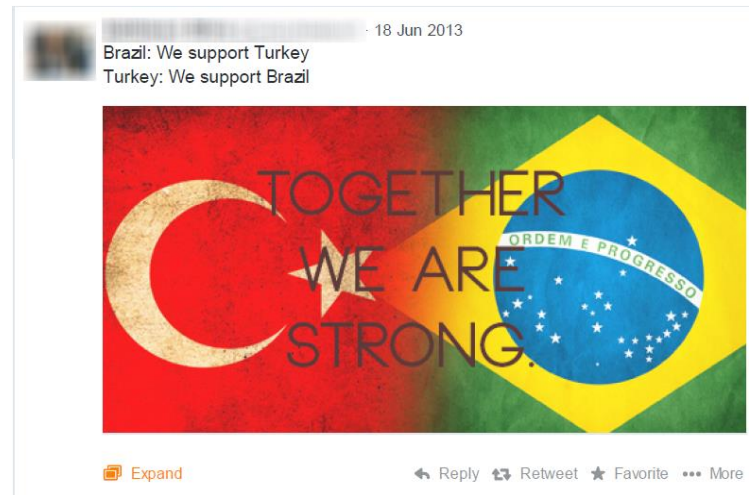 · 18 Jun 2013
Brazil: We support Turkey
Turkey: We support Brazil
TOGETHER
WE ARE
STRONG.
ORDEM E PROGRESSO
Expand
Reply Retweet Favorite More